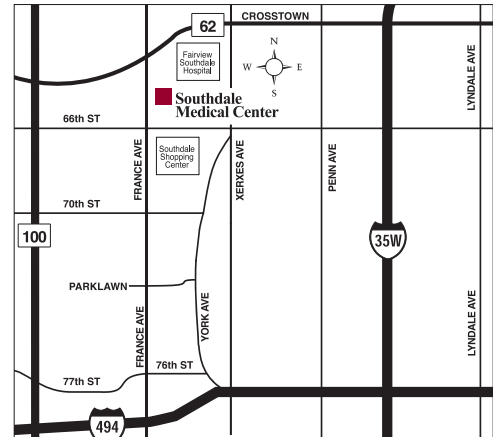 CROSSTOWN
62
Fairview
Southdale
Hospital
N
W
E
S
LYNDALE AVE
Southdale
Medical Center
66th ST
FRANCE AVE
Southdale
Shopping
Center
XERXES AVE
PENN AVE
70th ST
100
35W
PARKLAWN
YORK AVE
FRANCE AVE
LYNDALE AVE
76th ST
77th ST
494